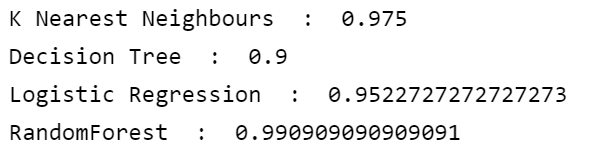 K Nearest Neighbours  :  0.975
Decision Tree  :  0.9
Logistic Regression  :  0.9522727272727273
RandomForest  :  0.990909090909091